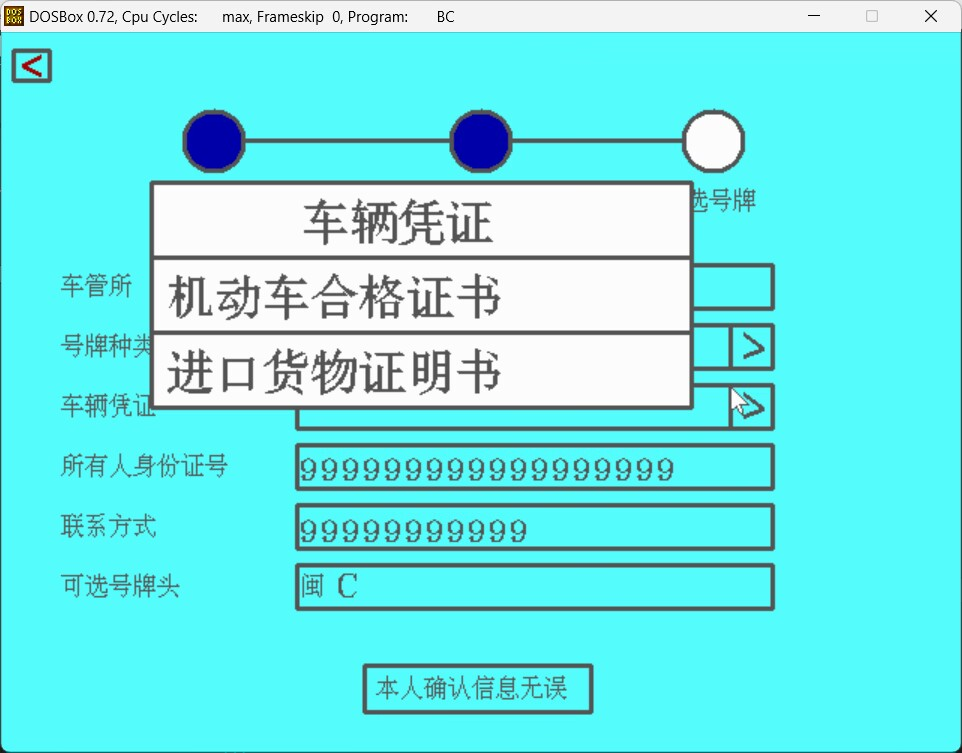 DOSBox 0.72, Cpu Cycles: max, Frameskip 0, Program: BC
<
选号牌
车辆凭证
机动车合格证书
进口货物证明书
车管所
号牌种类
>
车辆凭证
>
所有人身份证号
999999999999999999
联系方式
99999999999
可选号牌头
闽 C
本人确认信息无误